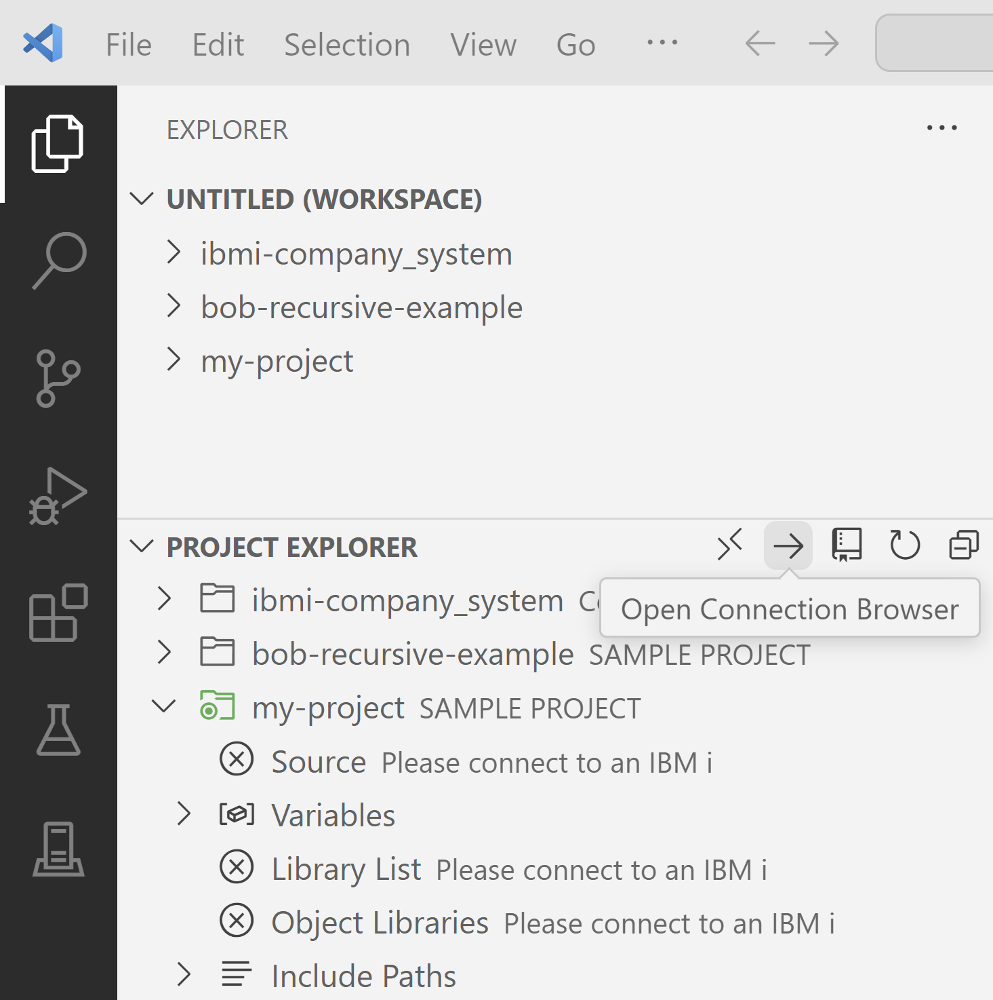 File Edit Selection View Go ...
EXPLORER ...
UNTITLED (WORKSPACE)
ibmi-company_system
bob-recursive-example
my-project
PROJECT EXPLORER
ibmi-company_system
Open Connection Browser
bob-recursive-example SAMPLE PROJECT
my-project SAMPLE PROJECT
Source Please connect to an IBM i
Variables
Library List Please connect to an IBM i
Object Libraries Please connect to an IBM i
Include Paths